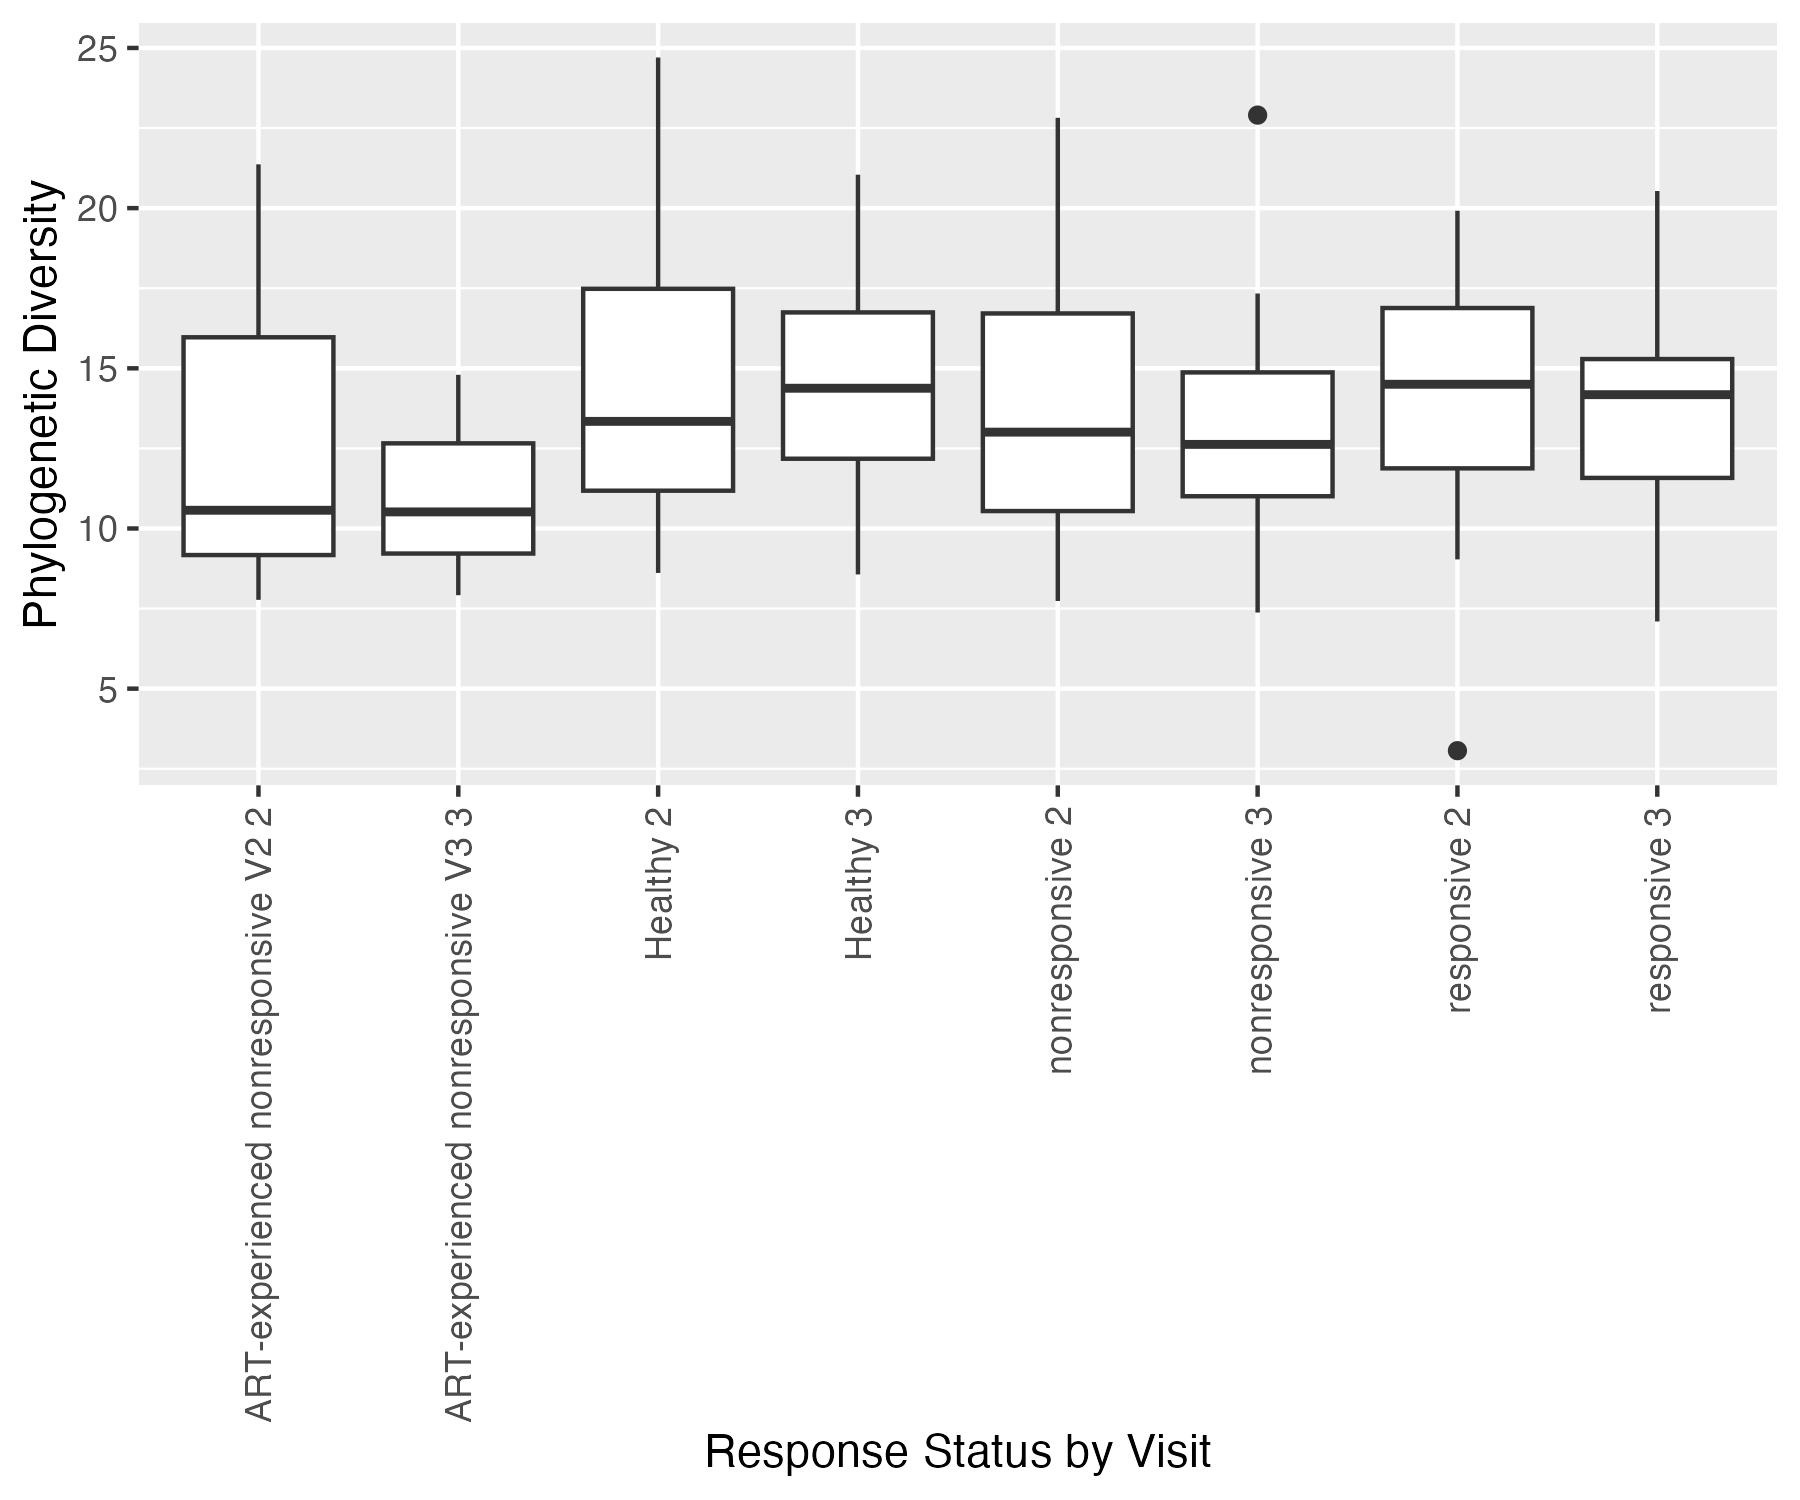 Phylogenetic Diversity
25
20
15
10
5
ART-experienced nonresponsive V2 2
ART-experienced nonresponsive V3 3
Healthy 2
Healthy 3
nonresponsive 2
nonresponsive 3
responsive 2
responsive 3
Response Status by Visit